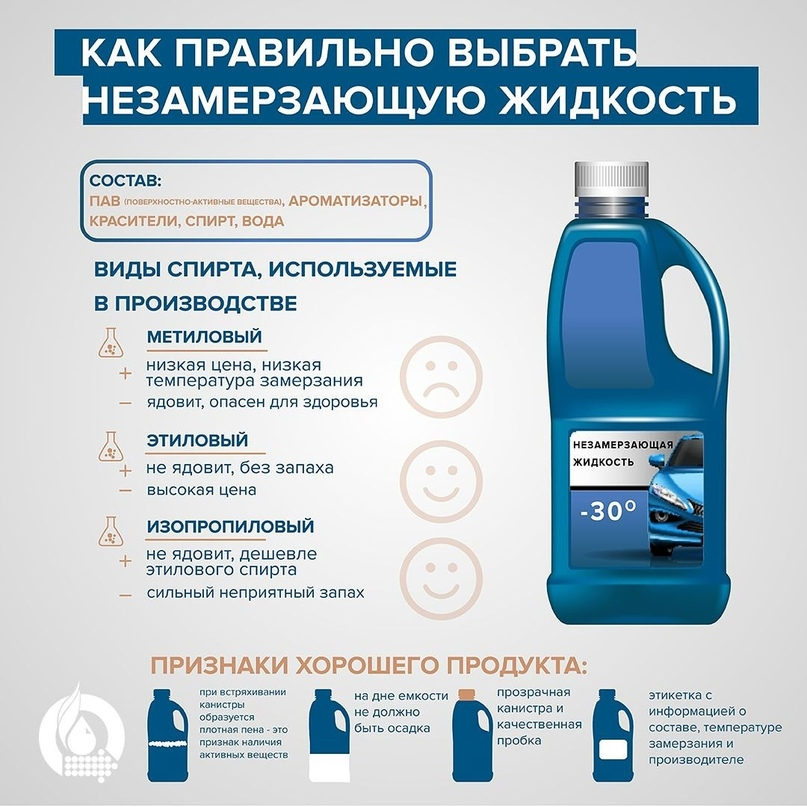 КАК ПРАВИЛЬНО ВЫБРАТЬ
НЕЗАМЕРЗАЮЩУЮ ЖИДКОСТЬ
СОСТАВ:
ПАВ (ПОВЕРХНОСТНО-АКТИВНЫЕ ВЕЩЕСТВА), АРОМАТИЗАТОРЫ,
КРАСИТЕЛИ, СПИРТ, ВОДА
ВИДЫ СПИРТА, ИСПОЛЬЗУЕМЫЕ
В ПРОИЗВОДСТВЕ
МЕТИЛОВЫЙ
+ низкая цена, низкая
температура замерзания
– ядовит, опасен для здоровья
ЭТИЛОВЫЙ
+ не ядовит, без запаха
– высокая цена
ИЗОПРОПИЛОВЫЙ
+ не ядовит, дешевле
этилового спирта
– сильный неприятный запах
НЕЗАМЕРЗАЮЩАЯ
ЖИДКОСТЬ
-30°
ПРИЗНАКИ ХОРОШЕГО ПРОДУКТА:
при встряхивании
канистры
образуется
плотная пена - это
признак наличия
активных веществ
на дне емкости
не должно
быть осадка
прозрачная
канистра и
качественная
пробка
этикетка с
информацией о
составе, температуре
замерзания и
производителе